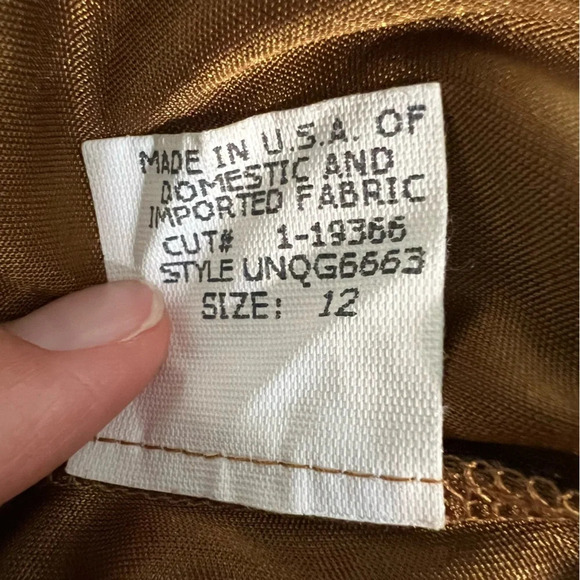 MADE IN U.S.A. OF
DOMESTIC AND
IMPORTED FABRIC
CUT# 1-19366
STYLE UNQG6663
SIZE: 12